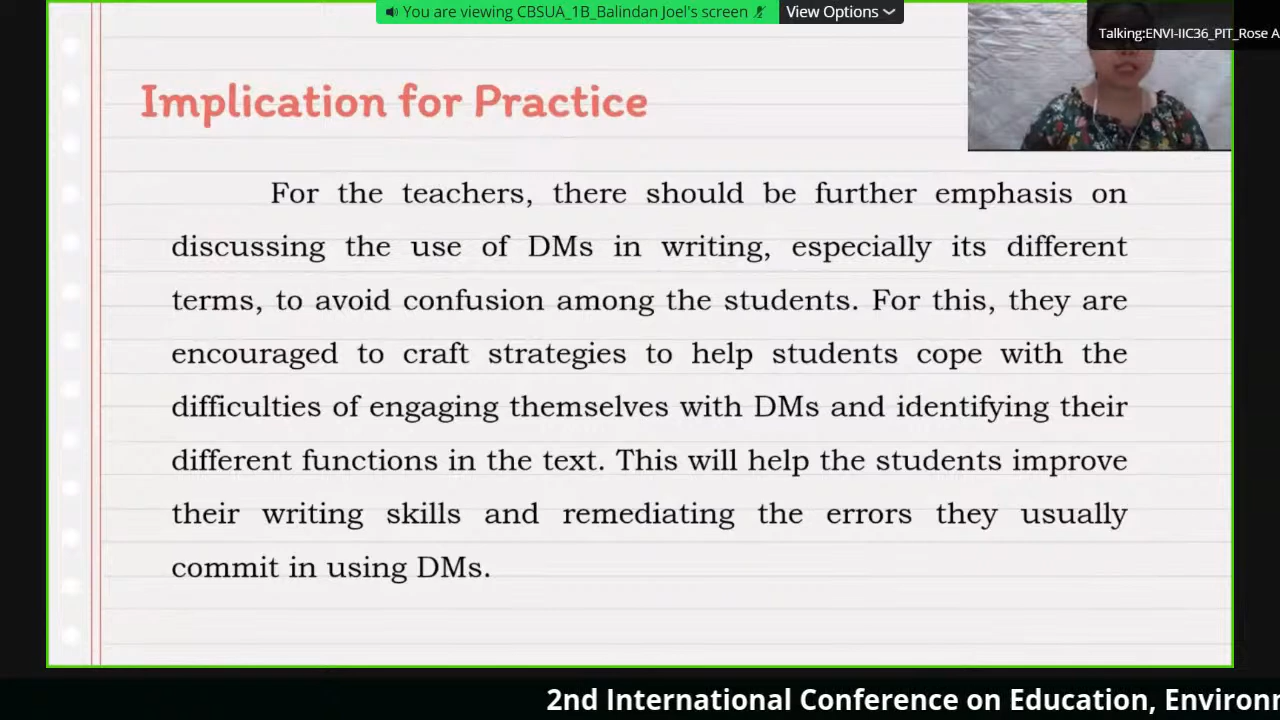 You are viewing CBSUA_1B_Balindan Joel's screen
View Options
Talking:ENVI-IIC36_PIT_Rose A
Implication for Practice
For the teachers, there should be further emphasis on
discussing the use of DMs in writing, especially its different
terms, to avoid confusion among the students. For this, they are
encouraged to craft strategies to help students cope with the
difficulties of engaging themselves with DMs and identifying their
different functions in the text. This will help the students improve
their writing skills and remediating the errors they usually
commit in using DMs.
2nd International Conference on Education, Environ